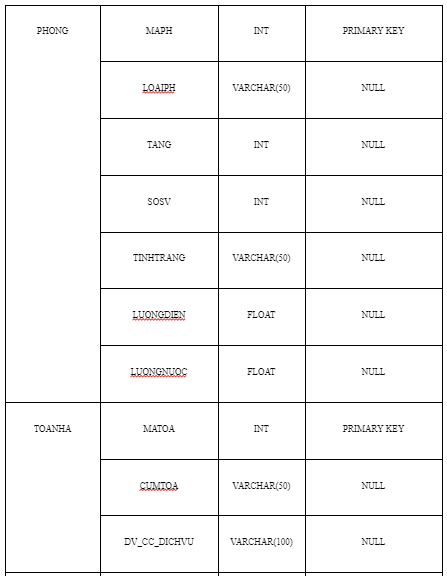 PHONG MAPH INT PRIMARY KEY
LOAIPH VARCHAR(50) NULL
TANG INT NULL
SOSV INT NULL
TINHTRANG VARCHAR(50) NULL
LUONGDIEN FLOAT NULL
LUONGNUOC FLOAT NULL
TOANHA MATOA INT PRIMARY KEY
CUMTOA VARCHAR(50) NULL
DV_CC_DICHVU VARCHAR(100) NULL